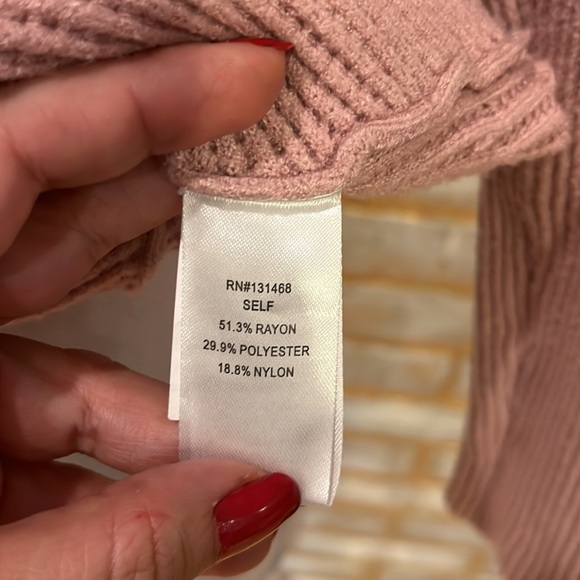 RN#131468
SELF
51.3% RAYON
29.9% POLYESTER
18.8% NYLON